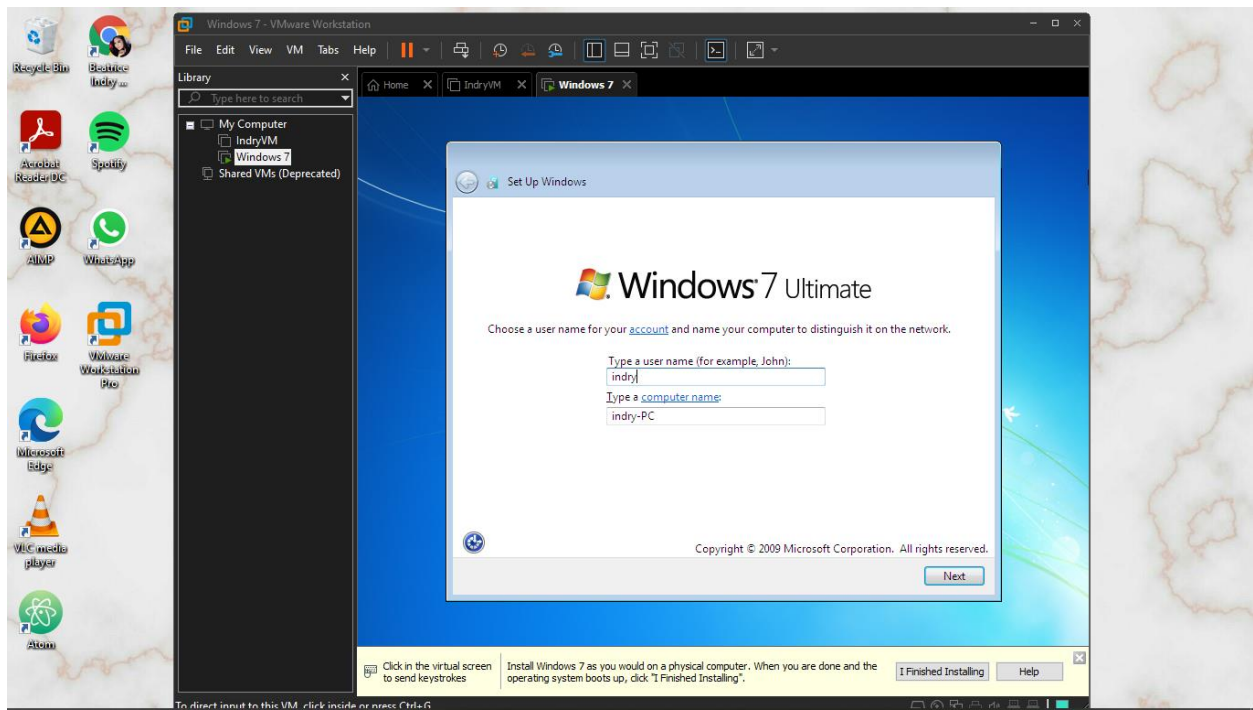 Windows 7 - VMware Workstation
File Edit View VM Tabs Help
Library
Type here to search
My Computer
IndryVM
Windows 7
Shared VMs (Deprecated)
Home
IndryVM
Windows 7
Recycle Bin
Beatrice
Indry ...
Acrobat
Reader DC
Spotify
AIMP
WhatsApp
Firefox
VMware
Workstation
Pro
Microsoft
Edge
VLC media
player
Atom
Set Up Windows
Windows 7 Ultimate
Choose a user name for your account and name your computer to distinguish it on the network.
Type a user name (for example, John):
indry
Type a computer name:
indry-PC
Copyright © 2009 Microsoft Corporation. All rights reserved.
Next
Click in the virtual screen
to send keystrokes
Install Windows 7 as you would on a physical computer. When you are done and the
operating system boots up, click "I Finished Installing".
I Finished Installing
Help
To direct input to this VM, click inside or press Ctrl+G.